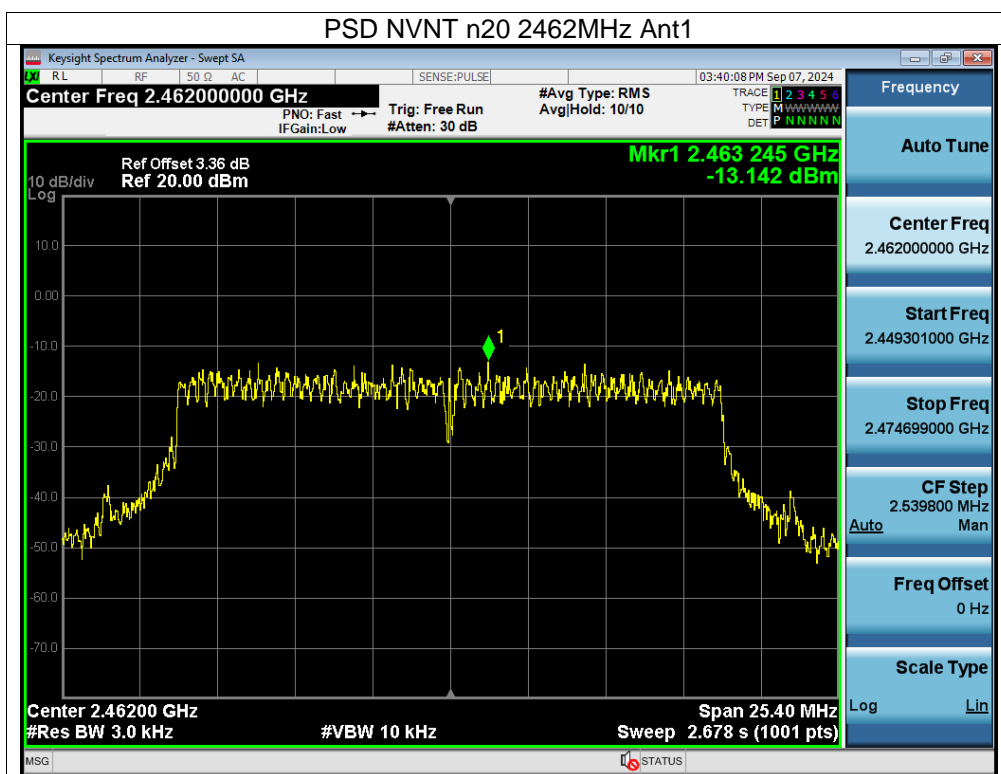 PSD NVNT n20 2462MHz Ant1
Keysight Spectrum Analyzer - Swept SA
LXI RL RF 50 Ω AC SENSE:PULSE 03:40:08 PM Sep 07, 2024
Center Freq 2.462000000 GHz #Avg Type: RMS TRACE 1 2 3 4 5 6
PNO: Fast Trig: Free Run Avg|Hold: 10/10 TYPE M WWWWW
IFGain:Low #Atten: 30 dB DET P N N N N N
Mkr1 2.463 245 GHz
-13.142 dBm
Ref Offset 3.36 dB
10 dB/div Ref 20.00 dBm
Log
10.0
0.00
-10.0
-20.0
-30.0
-40.0
-50.0
-60.0
-70.0
1
Center 2.46200 GHz Span 25.40 MHz
#Res BW 3.0 kHz #VBW 10 kHz Sweep 2.678 s (1001 pts)
MSG STATUS
Frequency
Auto Tune
Center Freq
2.462000000 GHz
Start Freq
2.449301000 GHz
Stop Freq
2.474699000 GHz
CF Step
2.539800 MHz
Auto Man
Freq Offset
0 Hz
Scale Type
Log Lin